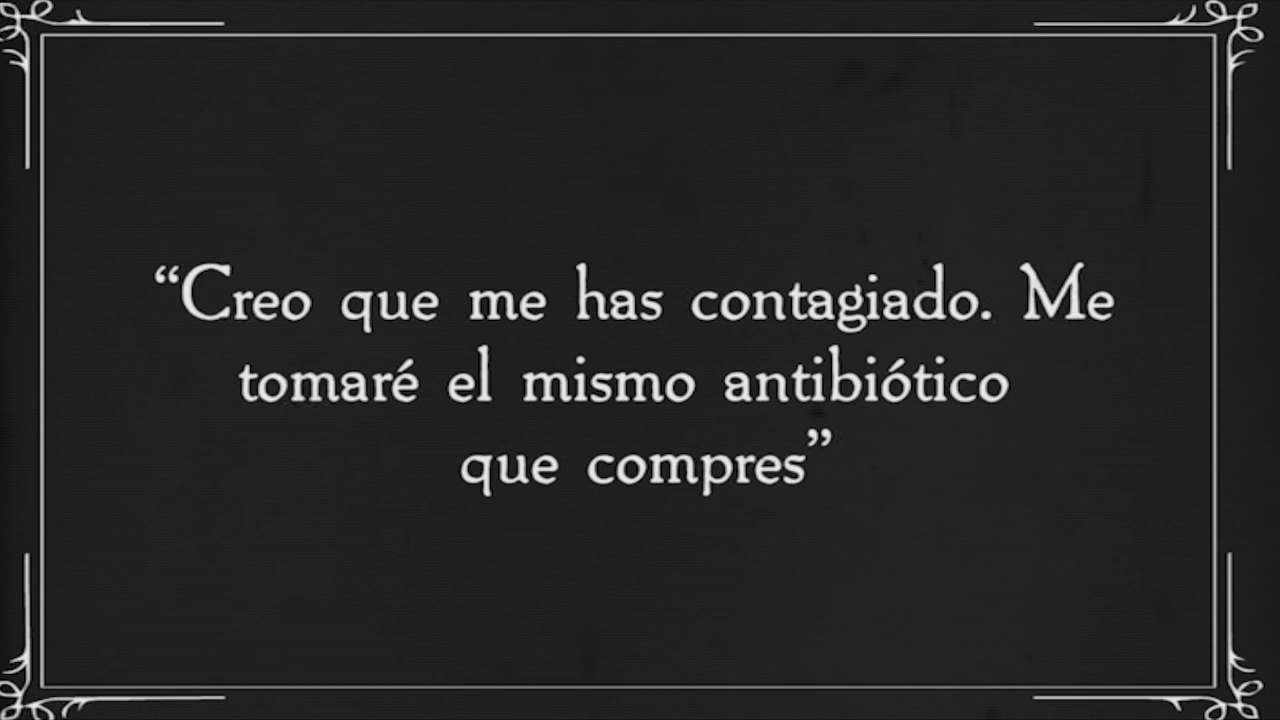 “Creo que me has contagiado. Me
tomaré el mismo antibiótico
que compres”